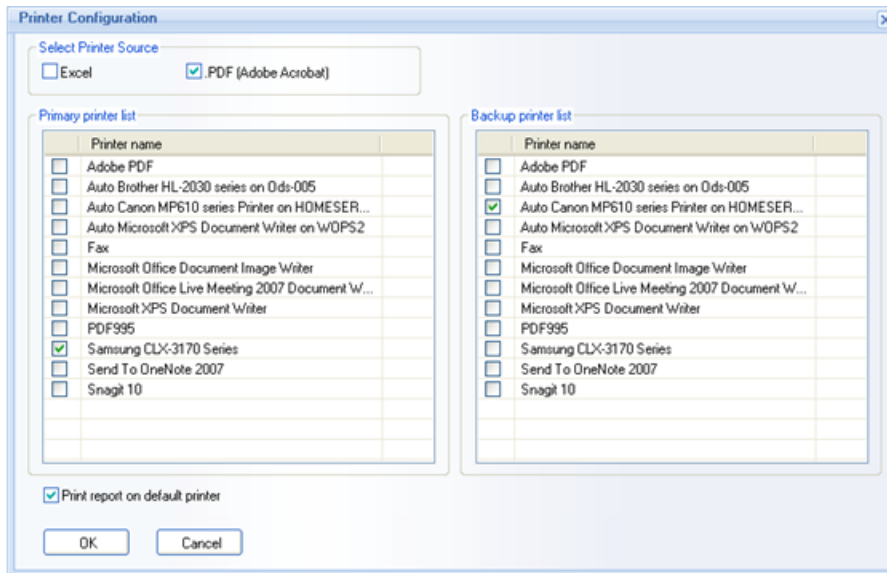 Printer Configuration
Select Printer Source
Excel
.PDF (Adobe Acrobat)
Primary printer list
Printer name
Adobe PDF
Auto Brother HL-2030 series on Ods-005
Auto Canon MP610 series Printer on HOMESER...
Auto Microsoft XPS Document Writer on WOPS2
Fax
Microsoft Office Document Image Writer
Microsoft Office Live Meeting 2007 Document W...
Microsoft XPS Document Writer
PDF995
Samsung CLX-3170 Series
Send To OneNote 2007
Snagit 10
Backup printer list
Printer name
Adobe PDF
Auto Brother HL-2030 series on Ods-005
Auto Canon MP610 series Printer on HOMESER...
Auto Microsoft XPS Document Writer on WOPS2
Fax
Microsoft Office Document Image Writer
Microsoft Office Live Meeting 2007 Document W...
Microsoft XPS Document Writer
PDF995
Samsung CLX-3170 Series
Send To OneNote 2007
Snagit 10
Print report on default printer
OK
Cancel